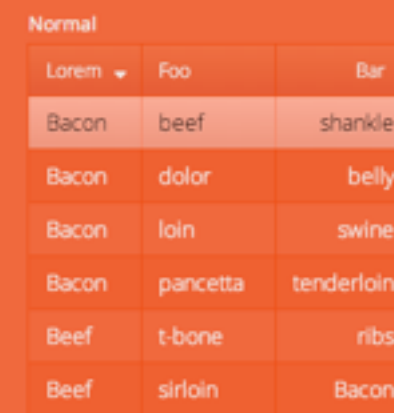 Normal
Lorem Foo Bar
Bacon beef shankle
Bacon dolor belly
Bacon loin swine
Bacon pancetta tenderloin
Beef t-bone ribs
Beef sirloin Bacon